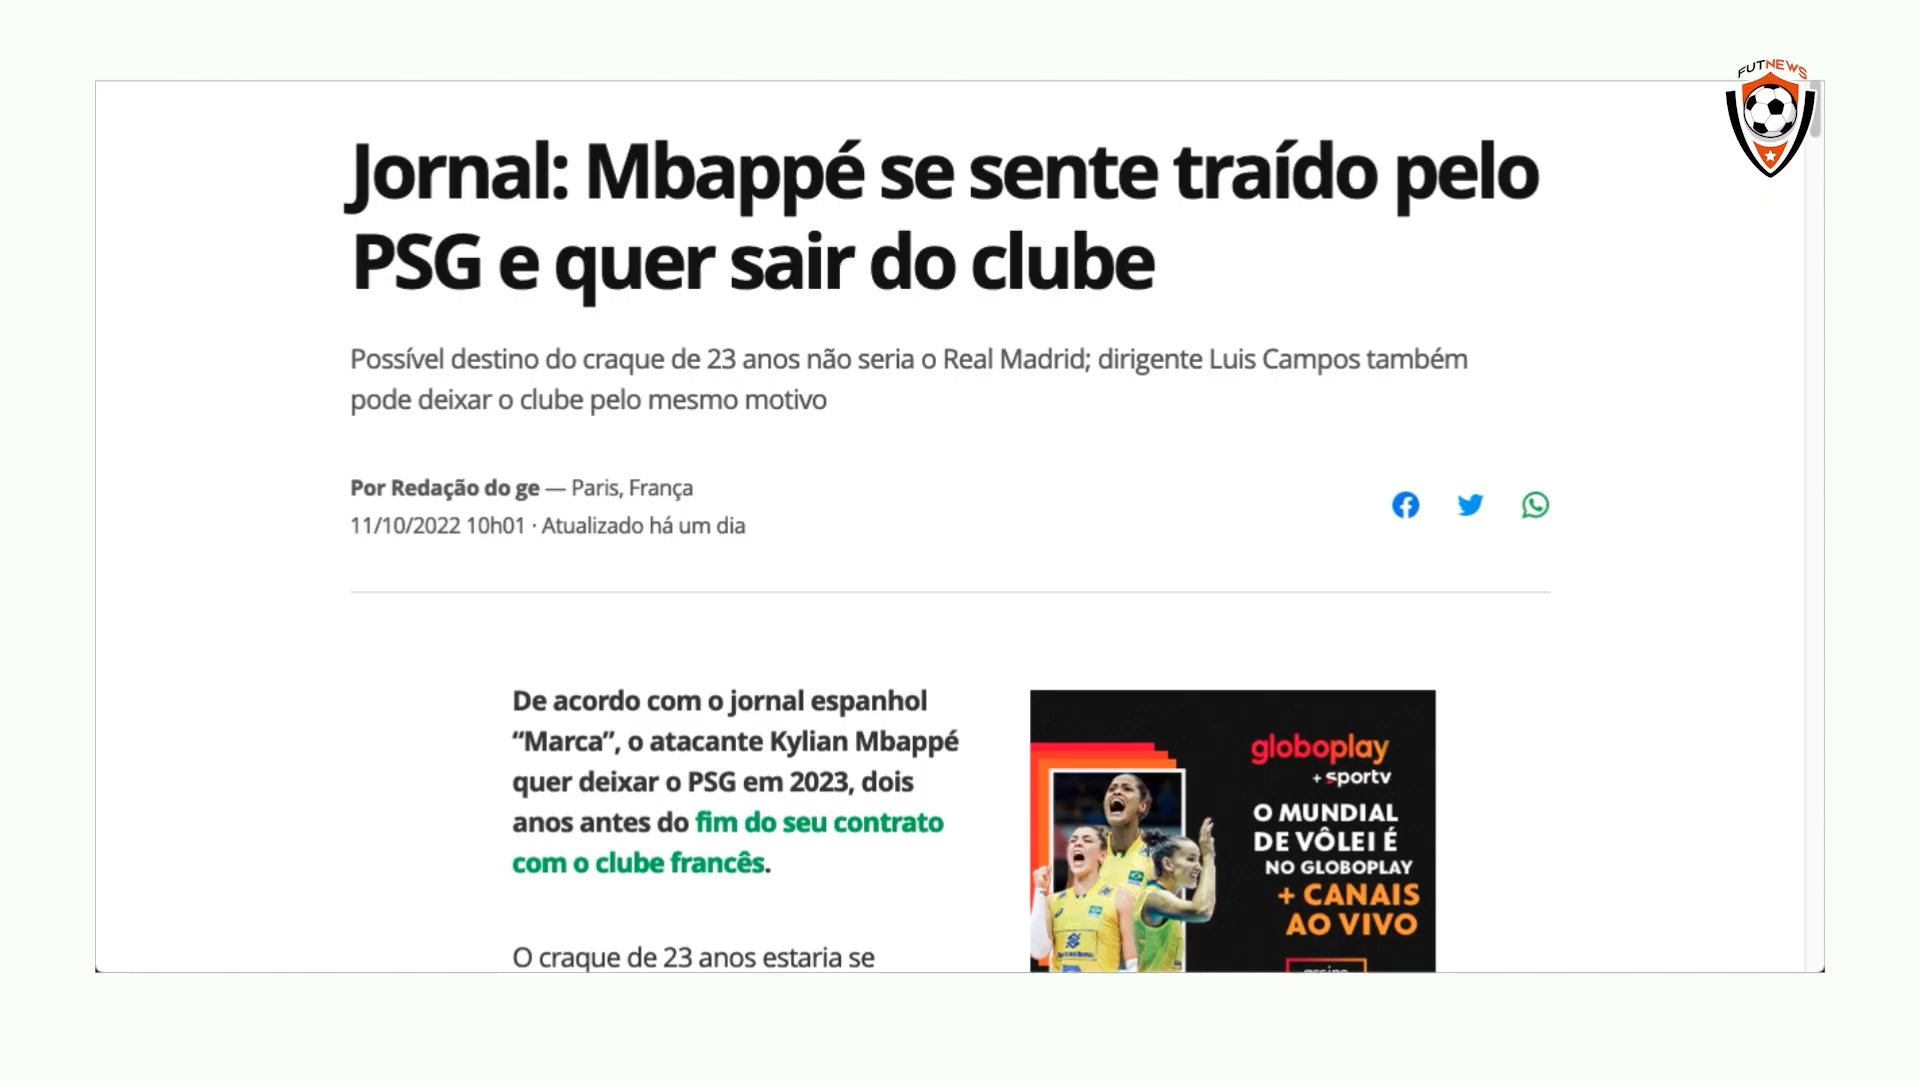 FUTNEWS
Jornal: Mbappé se sente traído pelo
PSG e quer sair do clube
Possível destino do craque de 23 anos não seria o Real Madrid; dirigente Luis Campos também
pode deixar o clube pelo mesmo motivo
Por Redação do ge — Paris, França
11/10/2022 10h01 · Atualizado há um dia
De acordo com o jornal espanhol
“Marca”, o atacante Kylian Mbappé
quer deixar o PSG em 2023, dois
anos antes do fim do seu contrato
com o clube francês.
O craque de 23 anos estaria se
globoplay
+ sportv
O MUNDIAL
DE VÔLEI É
NO GLOBOPLAY
+ CANAIS
AO VIVO